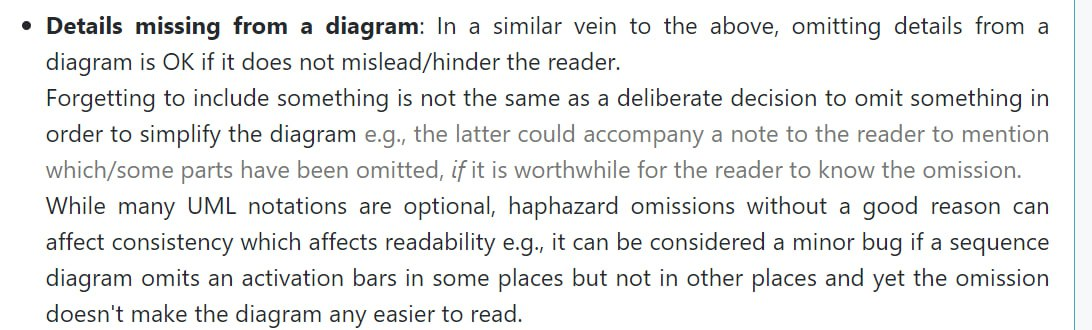 • Details missing from a diagram: In a similar vein to the above, omitting details from a
diagram is OK if it does not mislead/hinder the reader.
Forgetting to include something is not the same as a deliberate decision to omit something in
order to simplify the diagram e.g., the latter could accompany a note to the reader to mention
which/some parts have been omitted, if it is worthwhile for the reader to know the omission.
While many UML notations are optional, haphazard omissions without a good reason can
affect consistency which affects readability e.g., it can be considered a minor bug if a sequence
diagram omits an activation bars in some places but not in other places and yet the omission
doesn't make the diagram any easier to read.